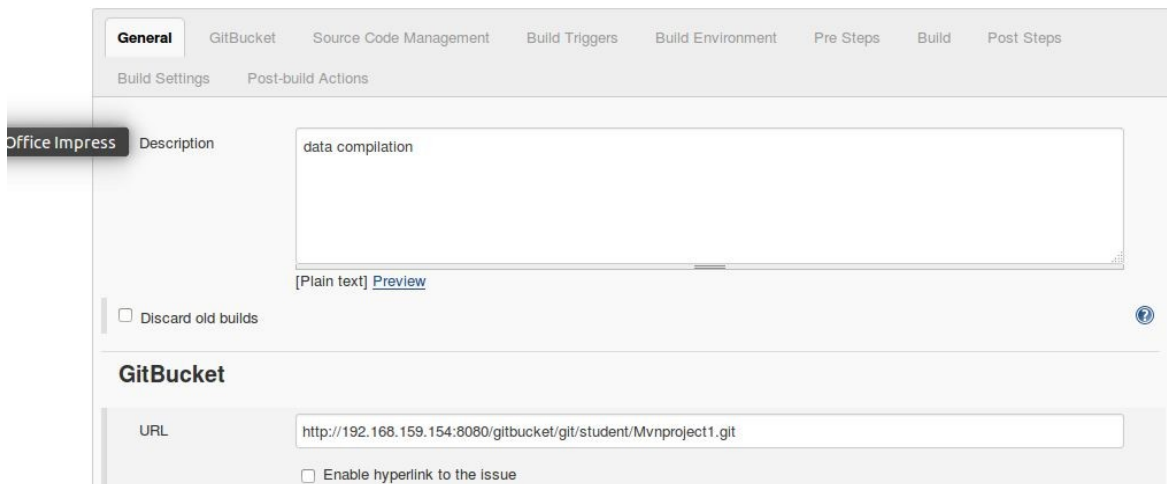 General GitBucket Source Code Management Build Triggers Build Environment Pre Steps Build Post Steps
Build Settings Post-build Actions
Office Impress
Description
data compilation
[Plain text] Preview
Discard old builds
GitBucket
URL
http://192.168.159.154:8080/gitbucket/git/student/Mvnproject1.git
Enable hyperlink to the issue